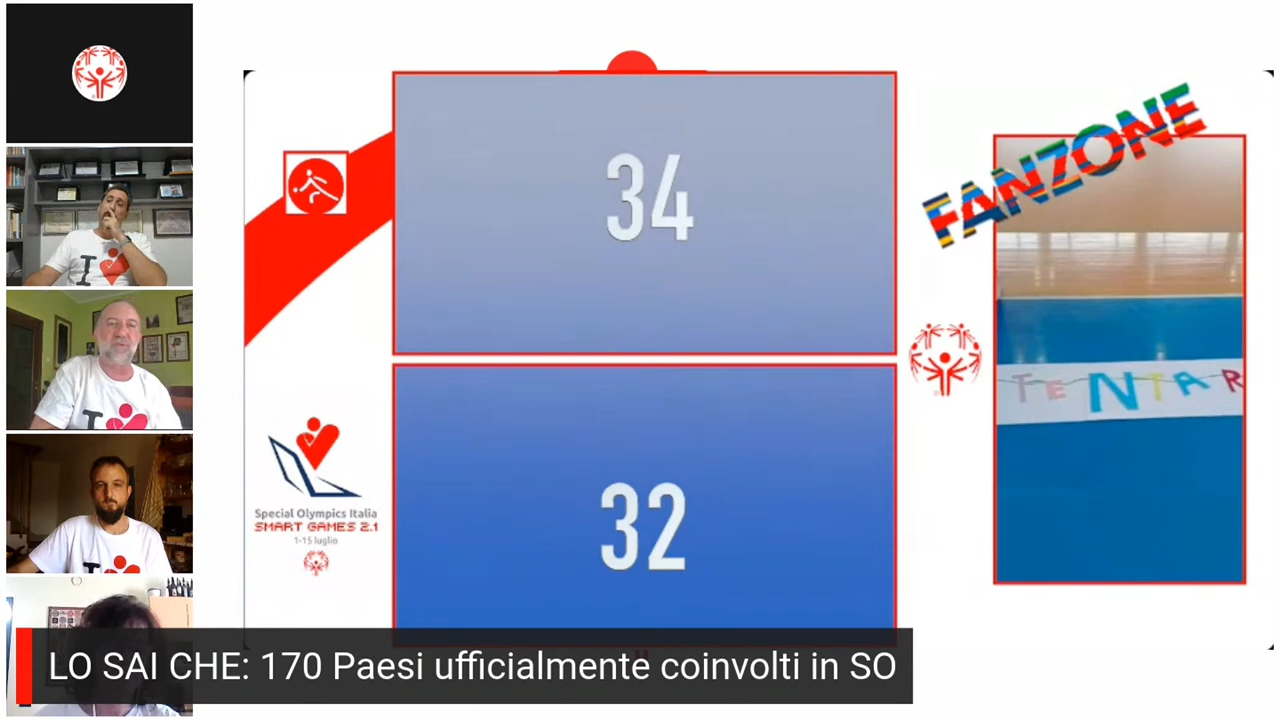 34
FANZONE
TENTAR
I
I
Special Olympics Italia
SMART GAMES 2.1
1-15 luglio
32
I
LO SAI CHE: 170 Paesi ufficialmente coinvolti in SO